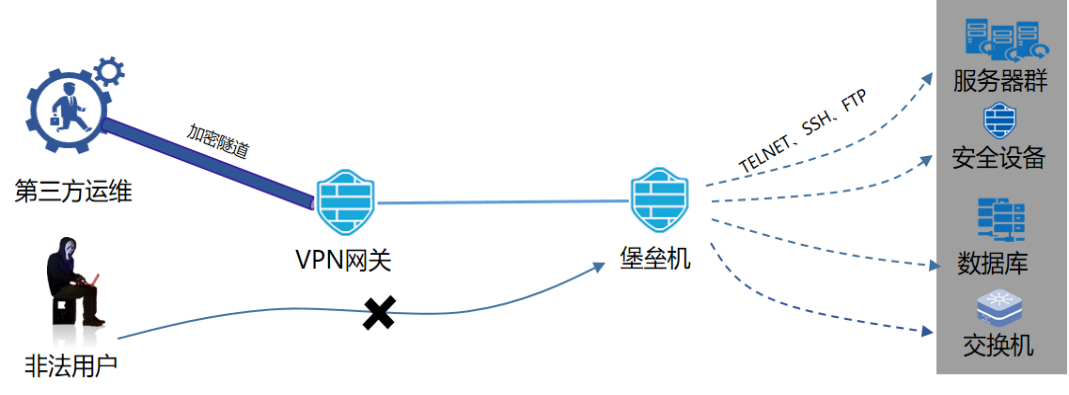 服务器群
TELNET、SSH、FTP
加密隧道
安全设备
第三方运维
VPN网关
堡垒机
数据库
交换机
非法用户